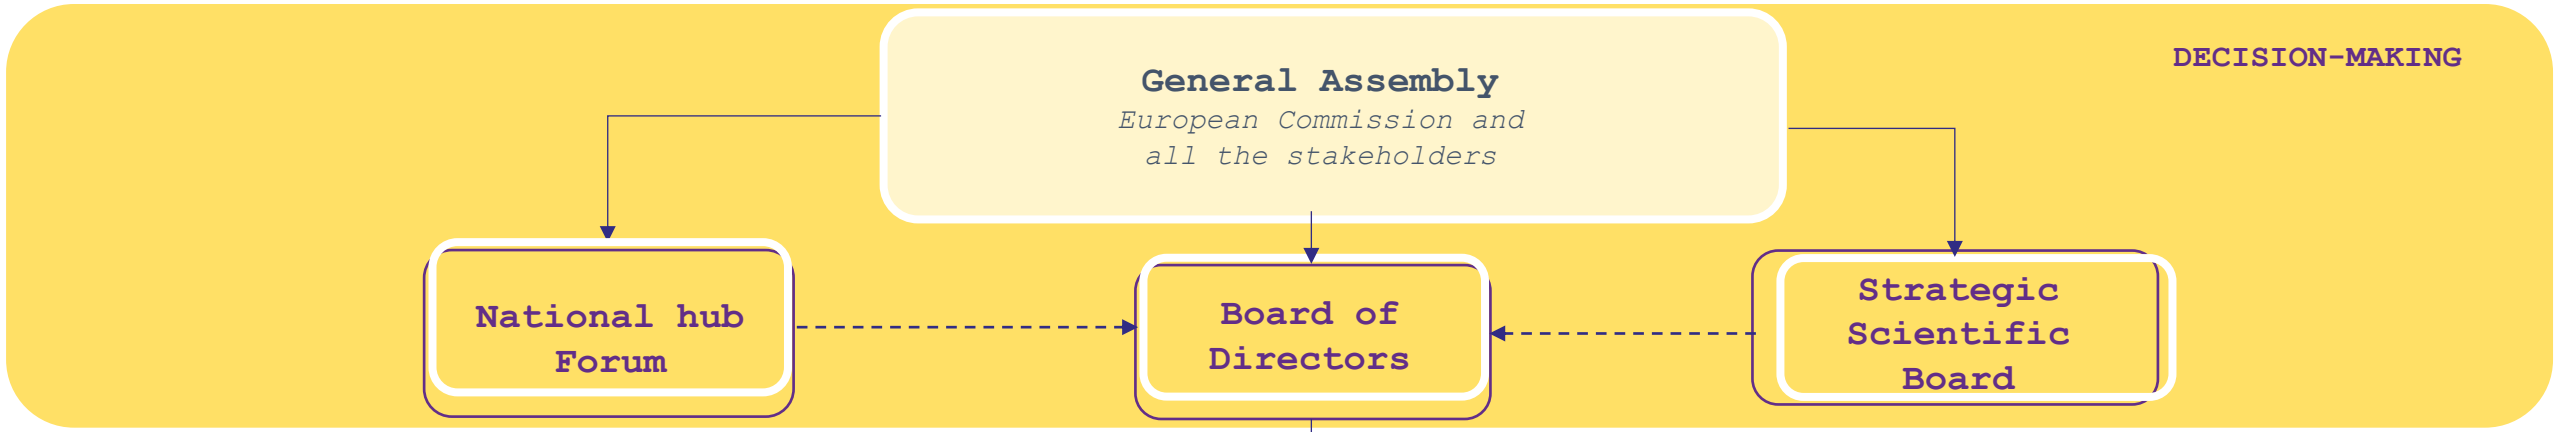 DECISION-MAKING
General Assembly
European Commission and
all the stakeholders
National hub
Forum
Board of
Directors
Strategic
Scientific
Board